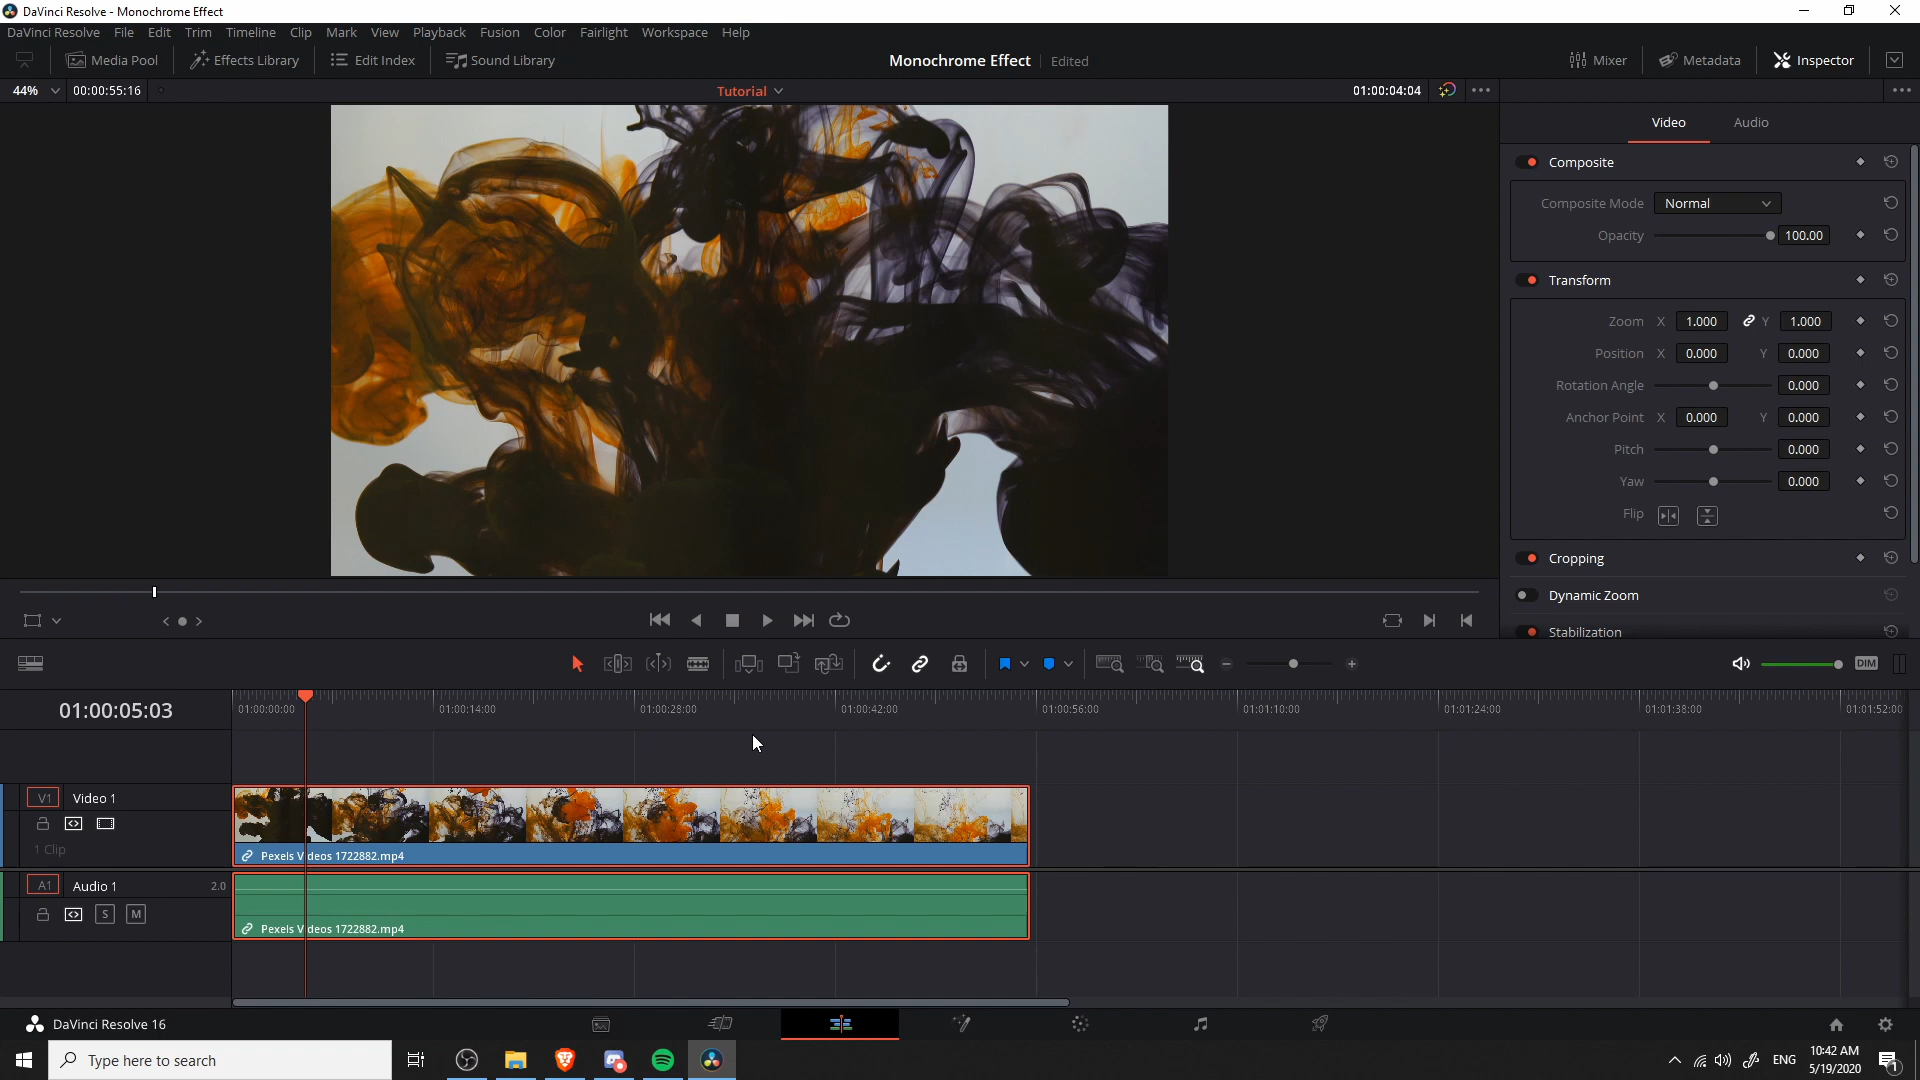 DaVinci Resolve - Monochrome Effect
DaVinci Resolve File Edit Trim Timeline Clip Mark View Playback Fusion Color Fairlight Workspace Help
Media Pool Effects Library Edit Index Sound Library Monochrome Effect Edited Mixer Metadata Inspector
44% 00:00:55:16 Tutorial 01:00:04:04
Video Audio
Composite
Composite Mode Normal
Opacity 100.00
Transform
Zoom X 1.000 Y 1.000
Position X 0.000 Y 0.000
Rotation Angle 0.000
Anchor Point X 0.000 Y 0.000
Pitch 0.000
Yaw 0.000
Flip
Cropping
Dynamic Zoom
Stabilization
DIM
01:00:05:03 01:00:00:00 01:00:14:00 01:00:28:00 01:00:42:00 01:00:56:00 01:01:10:00 01:01:24:00 01:01:38:00 01:01:52:00
V1 Video 1
1 Clip
Pexels Videos 1722882.mp4
A1 Audio 1 2.0
S M
Pexels Videos 1722882.mp4
DaVinci Resolve 16
Type here to search
ENG
10:42 AM
5/19/2020
1